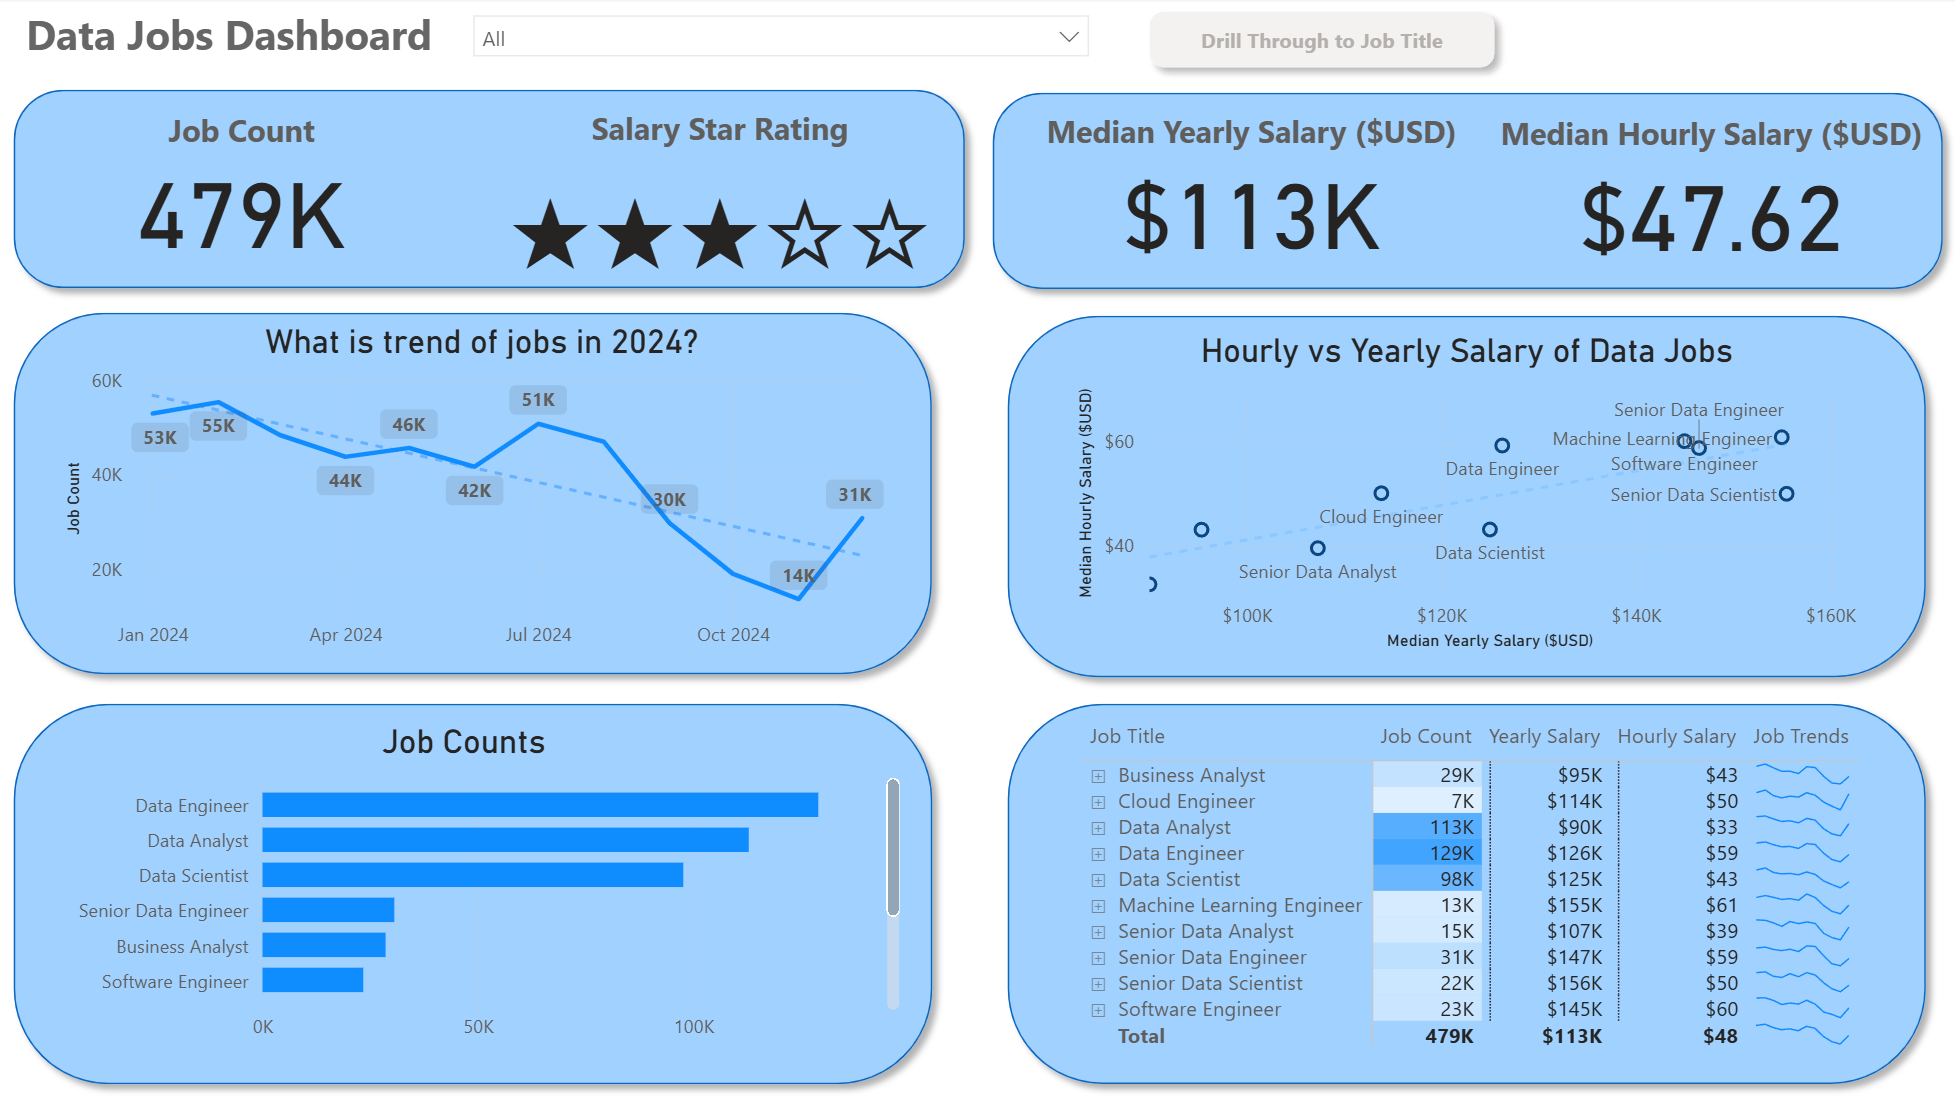 Data Jobs Dashboard
All
Drill Through to Job Title
Job Count
479K
Salary Star Rating
★★★☆☆
Median Yearly Salary ($USD)
$113K
Median Hourly Salary ($USD)
$47.62
What is trend of jobs in 2024?
Job Count
60K
40K
20K
53K
55K
44K
46K
42K
51K
30K
14K
31K
Jan 2024
Apr 2024
Jul 2024
Oct 2024
Hourly vs Yearly Salary of Data Jobs
Median Hourly Salary ($USD)
$60
$40
Senior Data Engineer
Machine Learning Engineer
Software Engineer
Data Engineer
Senior Data Scientist
Cloud Engineer
Data Scientist
Senior Data Analyst
$100K
$120K
$140K
$160K
Median Yearly Salary ($USD)
Job Counts
Data Engineer
Data Analyst
Data Scientist
Senior Data Engineer
Business Analyst
Software Engineer
0K
50K
100K
Job Title Job Count Yearly Salary Hourly Salary Job Trends
Business Analyst 29K $95K $43
Cloud Engineer 7K $114K $50
Data Analyst 113K $90K $33
Data Engineer 129K $126K $59
Data Scientist 98K $125K $43
Machine Learning Engineer 13K $155K $61
Senior Data Analyst 15K $107K $39
Senior Data Engineer 31K $147K $59
Senior Data Scientist 22K $156K $50
Software Engineer 23K $145K $60
Total 479K $113K $48